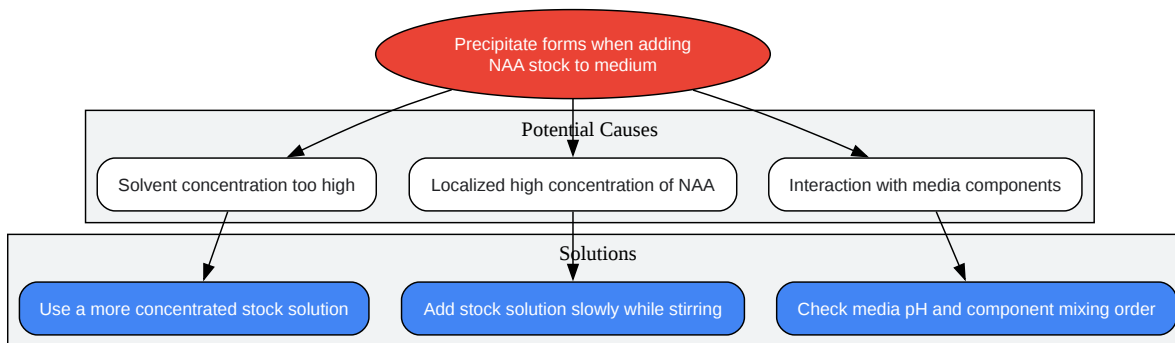 Precipitate forms when adding
NAA stock to medium
Potential Causes
Solvent concentration too high
Localized high concentration of NAA
Interaction with media components
Solutions
Use a more concentrated stock solution
Add stock solution slowly while stirring
Check media pH and component mixing order